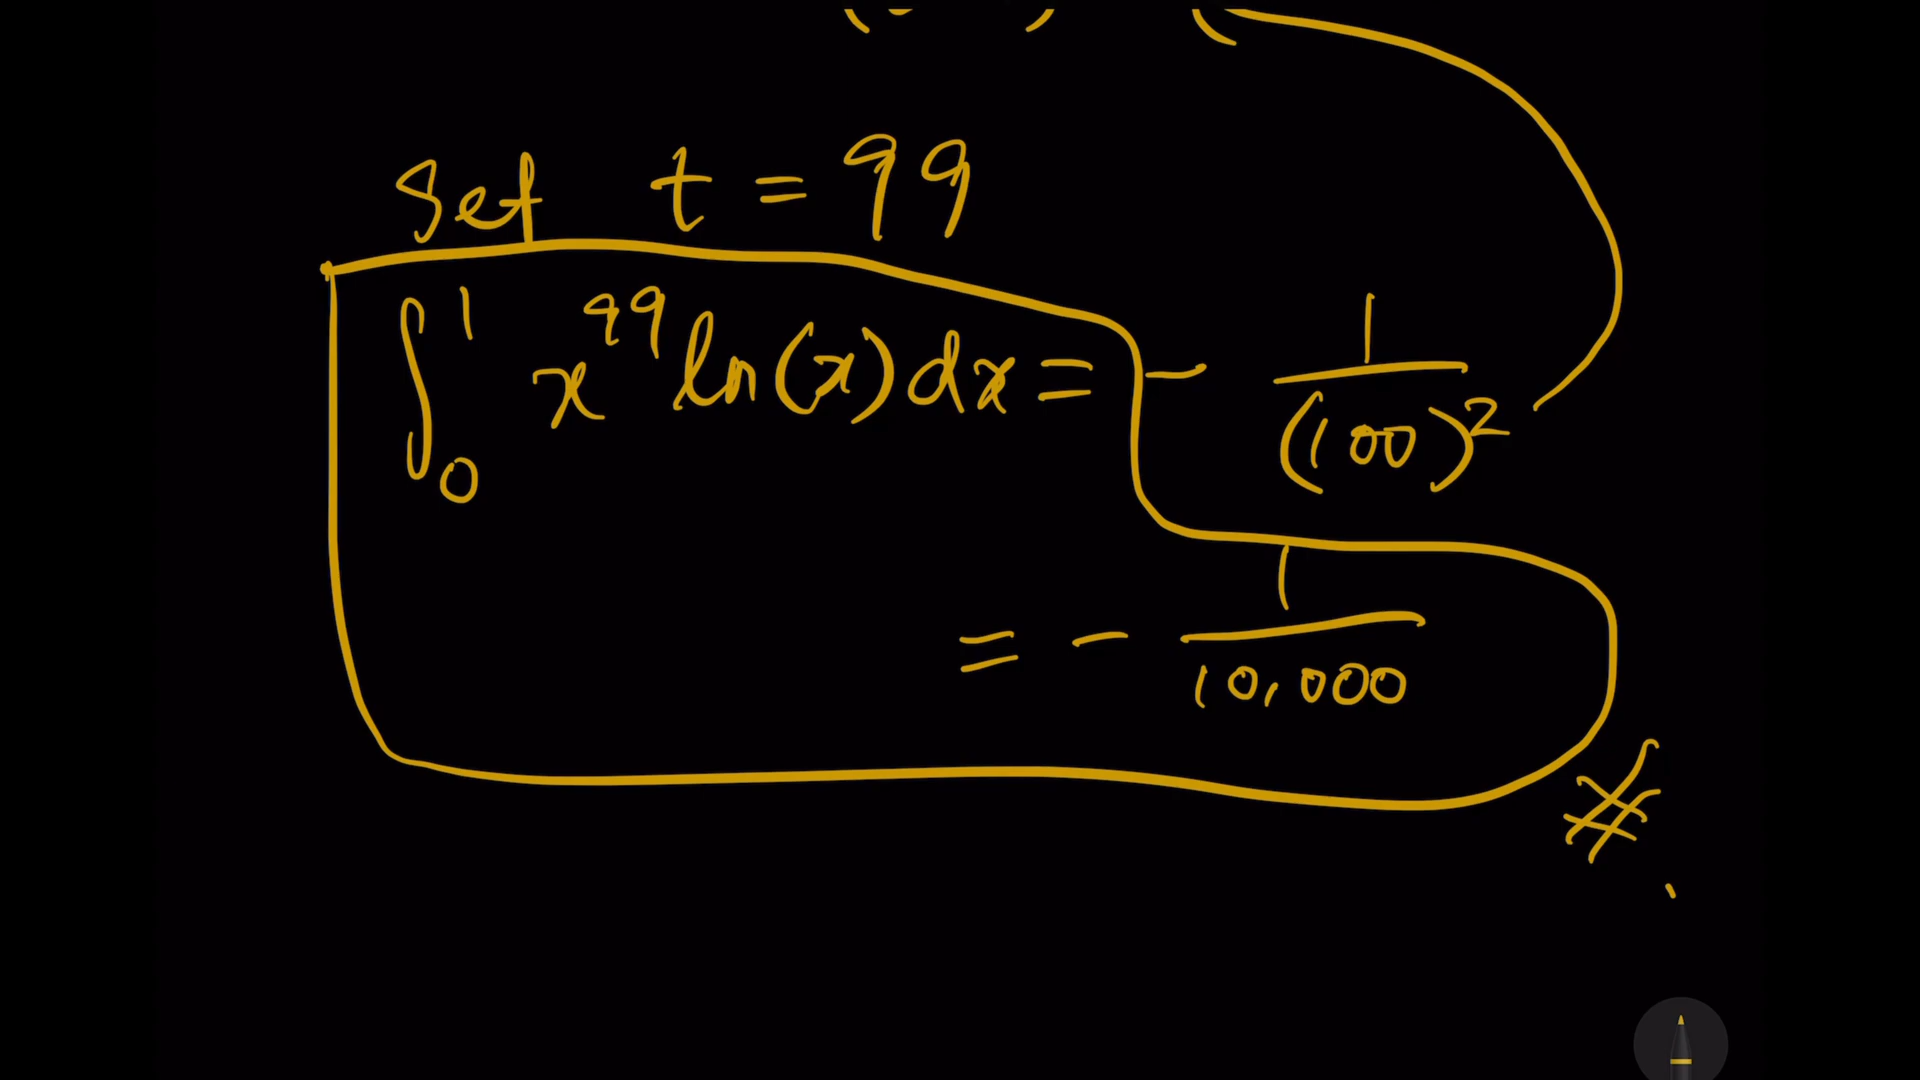 Set t = 99
∫₀¹ x⁹⁹ ln(x) dx = - 1/(100)²
= - 1/10,000